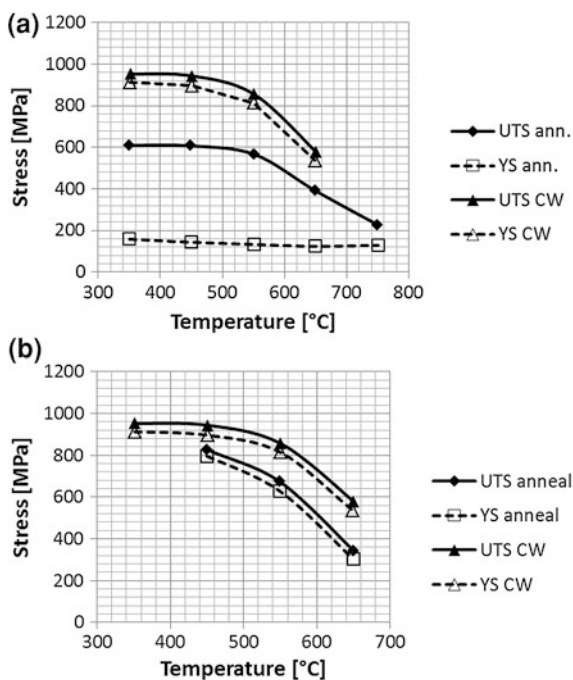 (a)
1200
1000
800
600
400
200
0
300 400 500 600 700 800
Stress [MPa]
Temperature [°C]
UTS ann.
YS ann.
UTS CW
YS CW
(b)
1200
1000
800
600
400
200
0
300 400 500 600 700
Stress [MPa]
Temperature [°C]
UTS anneal
YS anneal
UTS CW
YS CW